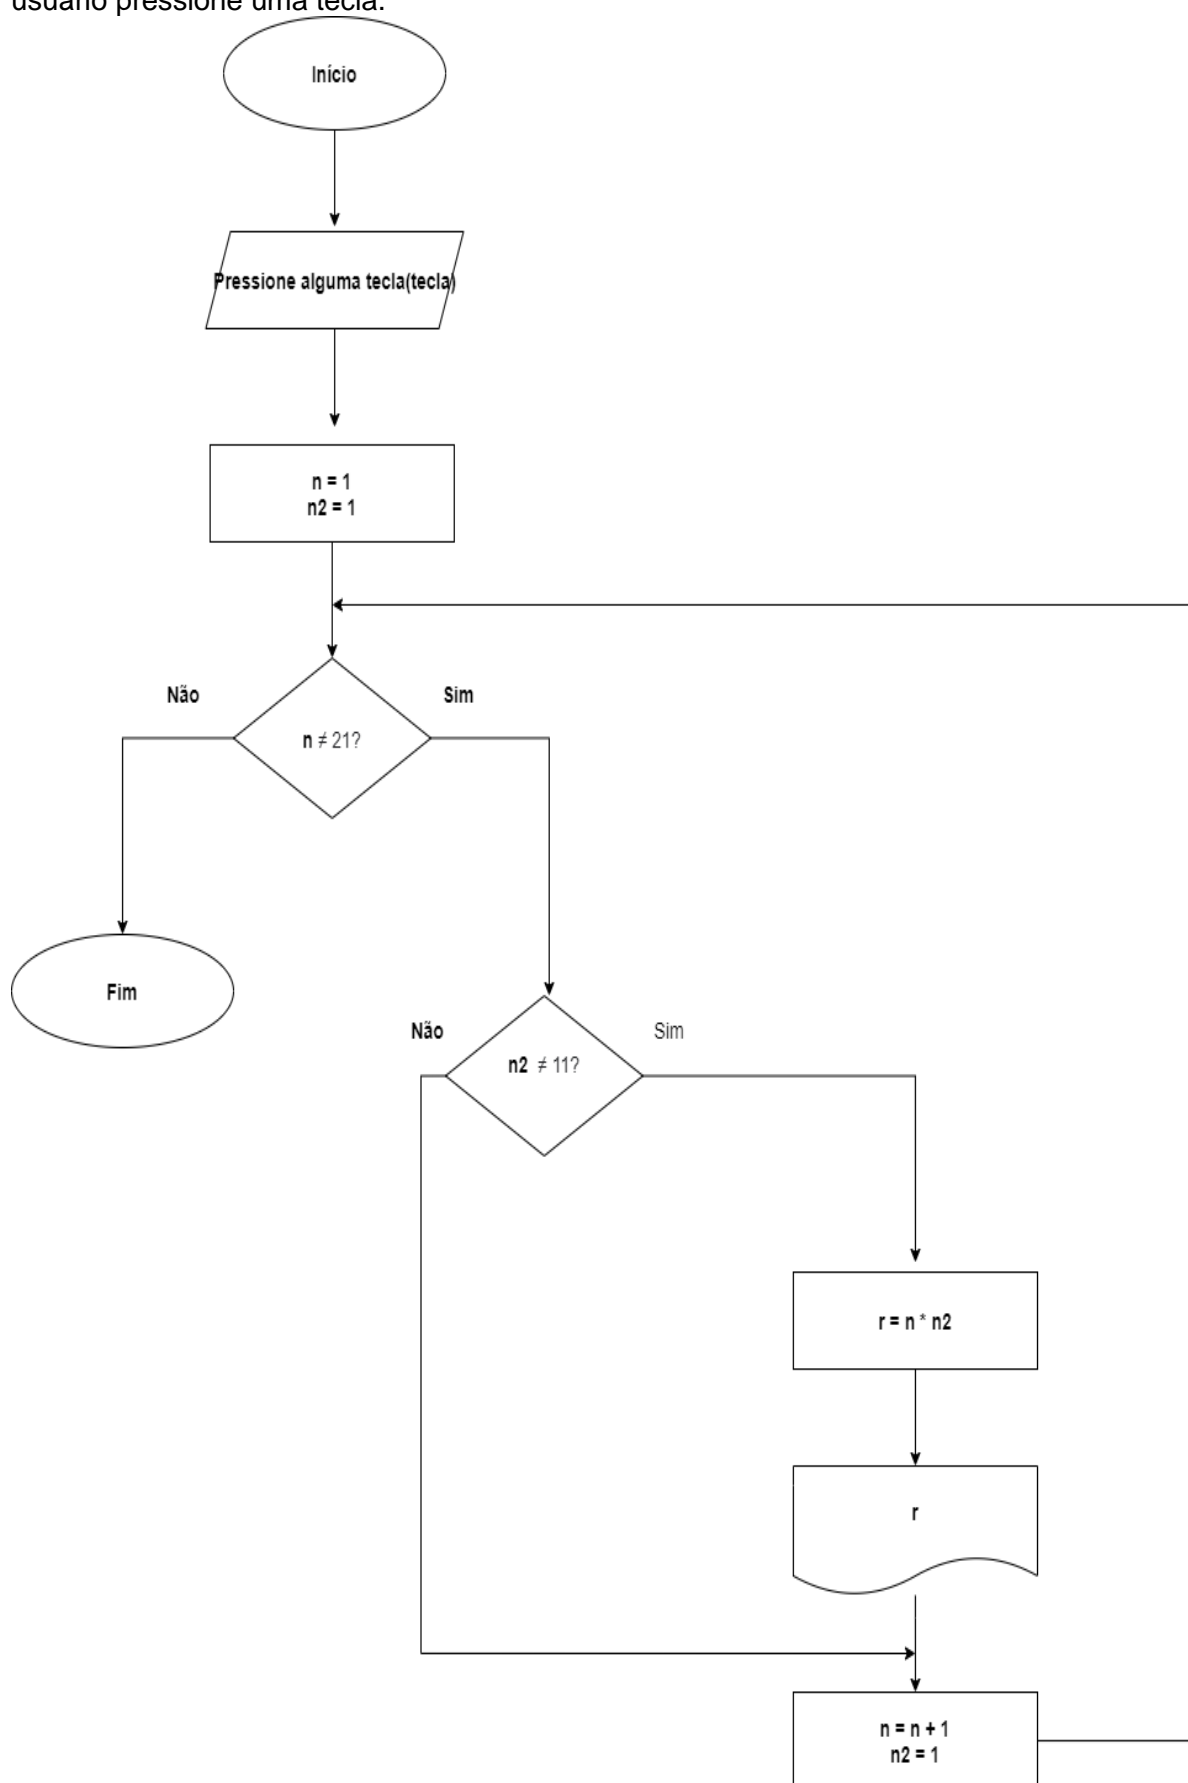 usuário pressione uma tecla.
Início
Pressione alguma tecla(tecla)
n = 1
n2 = 1
Não
Sim
n ≠ 21?
Fim
Não
Sim
n2 ≠ 11?
r = n * n2
r
n = n + 1
n2 = 1